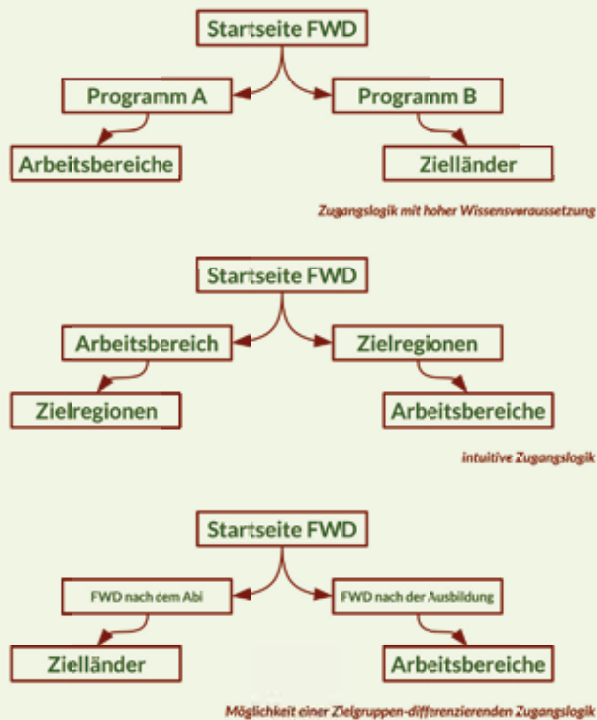 Startseite FWD
Programm A
Programm B
Arbeitsbereiche
Zielländer
Zugangslogik mit hoher Wissensvoraussetzung
Startseite FWD
Arbeitsbereich
Zielregionen
Zielregionen
Arbeitsbereiche
intuitive Zugangslogik
Startseite FWD
FWD nach dem Abi
FWD nach der Ausbildung
Zielländer
Arbeitsbereiche
Möglichkeit einer Zielgruppen-differenzierenden Zugangslogik